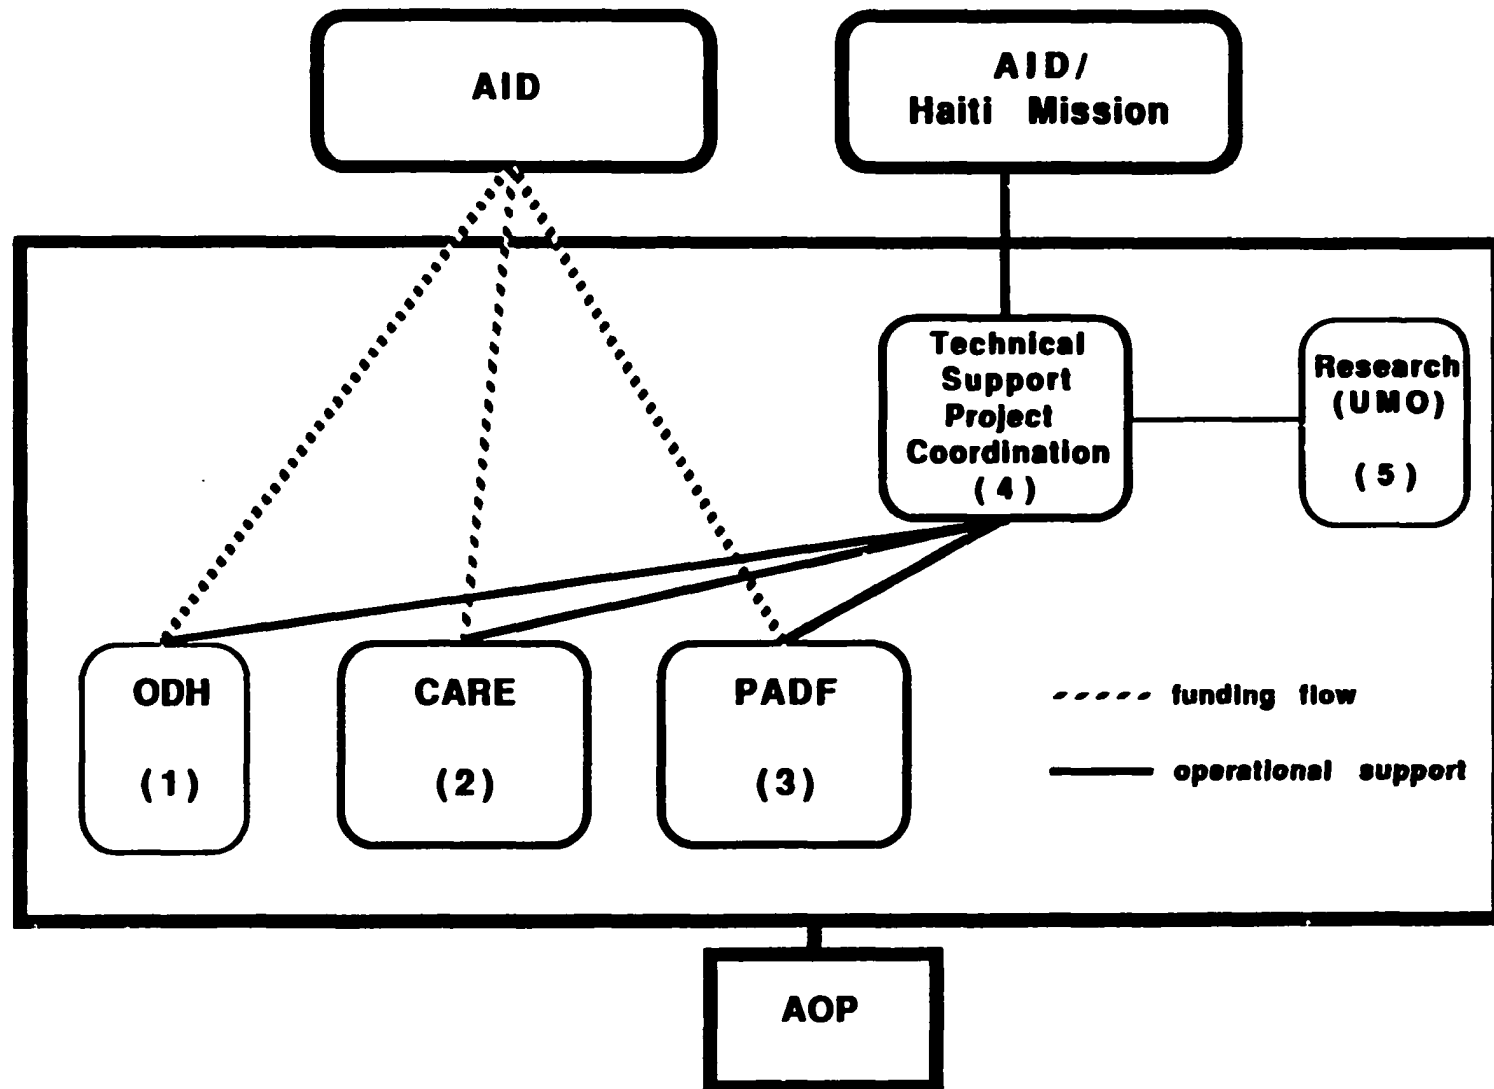 AID
AID/
Haiti Mission
Technical
Support
Project
Coordination
(4)
Research
(UMO)
(5)
ODH
(1)
CARE
(2)
PADF
(3)
funding flow
operational support
AOP